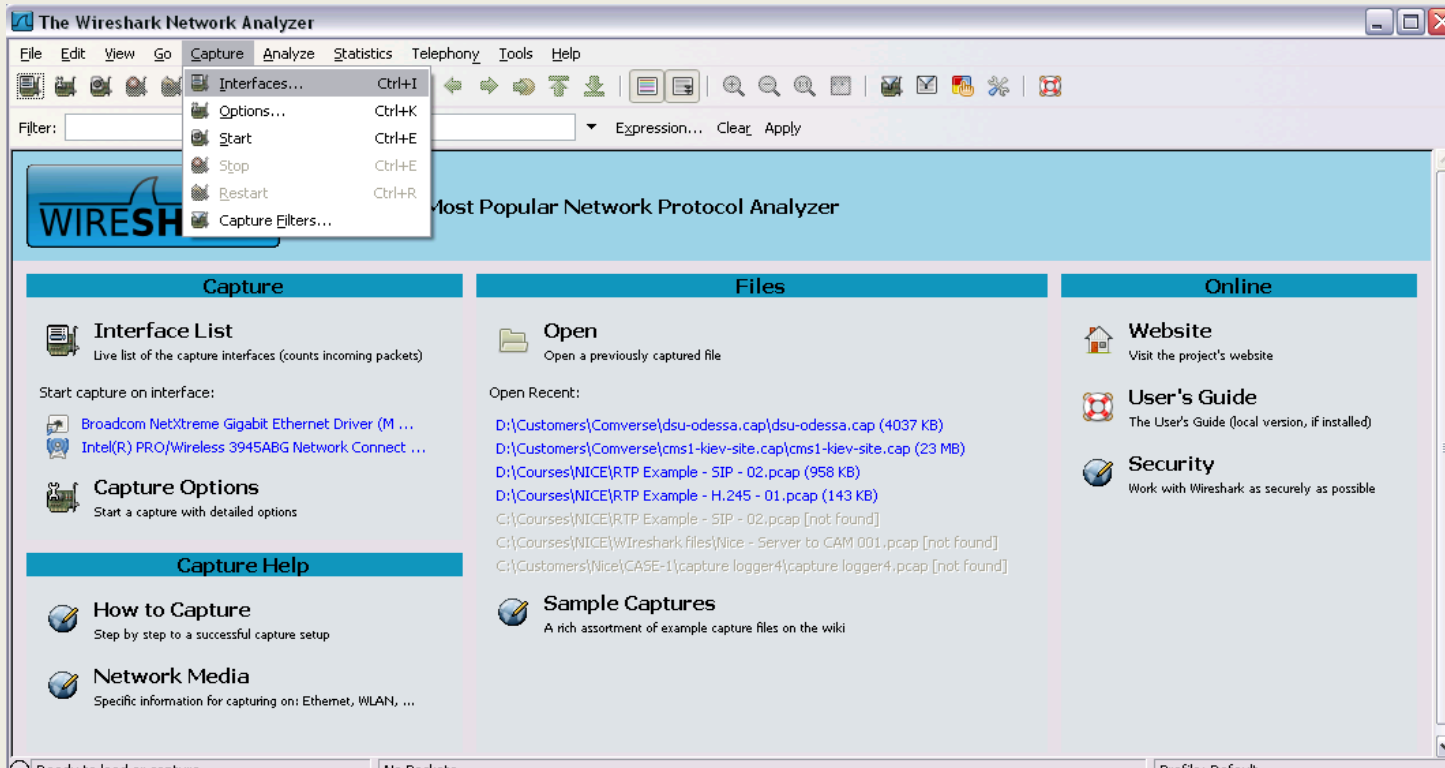 The Wireshark Network Analyzer
File Edit View Go Capture Analyze Statistics Telephony Tools Help
Interfaces... Ctrl+I
Options... Ctrl+K
Start Ctrl+E
Stop Ctrl+E
Restart Ctrl+R
Capture Filters...
Filter: Expression... Clear Apply
WIRESH
Most Popular Network Protocol Analyzer
Capture
Interface List
Live list of the capture interfaces (counts incoming packets)
Start capture on interface:
Broadcom NetXtreme Gigabit Ethernet Driver (M ...
Intel(R) PRO/Wireless 3945ABG Network Connect ...
Capture Options
Start a capture with detailed options
Capture Help
How to Capture
Step by step to a successful capture setup
Network Media
Specific information for capturing on: Ethernet, WLAN, ...
Files
Open
Open a previously captured file
Open Recent:
D:\Customers\Comverse\dsu-odessa.cap\dsu-odessa.cap (4037 KB)
D:\Customers\Comverse\cms1-kiev-site.cap\cms1-kiev-site.cap (23 MB)
D:\Courses\NICE\RTP Example - SIP - 02.pcap (958 KB)
D:\Courses\NICE\RTP Example - H.245 - 01.pcap (143 KB)
C:\Courses\NICE\RTP Example - SIP - 02.pcap [not found]
C:\Courses\NICE\WIreshark files\Nice - Server to CAM 001.pcap [not found]
C:\Customers\Nice\CASE-1\capture logger4\capture logger4.pcap [not found]
Sample Captures
A rich assortment of example capture files on the wiki
Online
Website
Visit the project's website
User's Guide
The User's Guide (local version, if installed)
Security
Work with Wireshark as securely as possible
Ready to load or capture No Packets Profile: Default